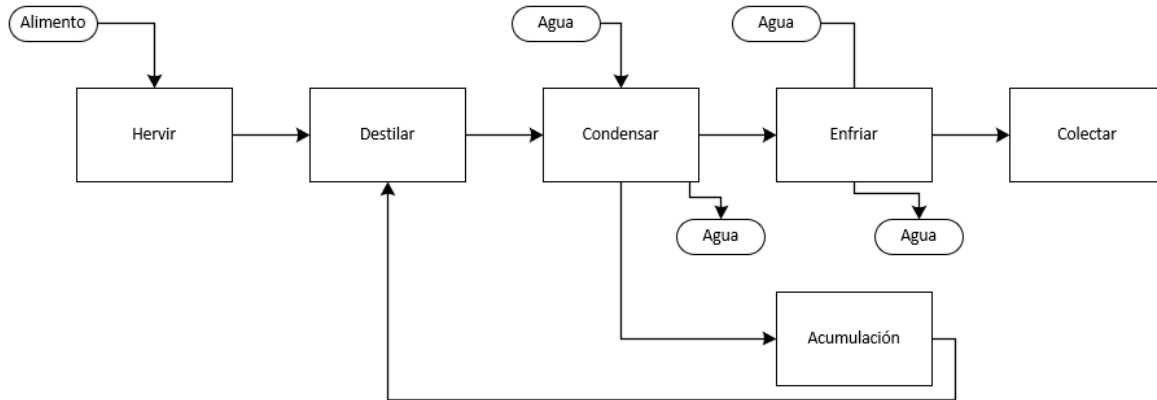 Alimento
Agua
Agua
Hervir
Destilar
Condensar
Enfriar
Colectar
Agua
Agua
Acumulación